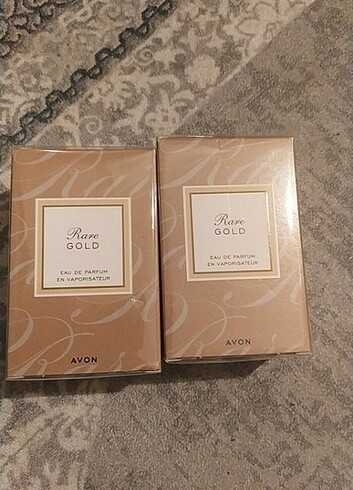 Rare
GOLD
EAU DE PARFUM
EN VAPORISATEUR
AVON
Rare
GOLD
EAU DE PARFUM
EN VAPORISATEUR
AVON